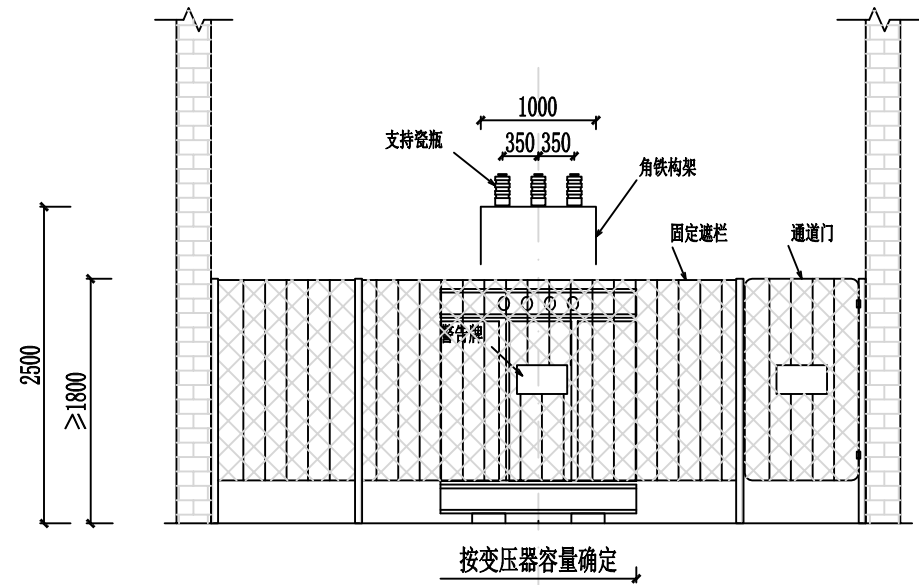 1000
支持瓷瓶
350 350
角铁构架
固定遮栏
通道门
警告牌
2500
≥1800
按变压器容量确定